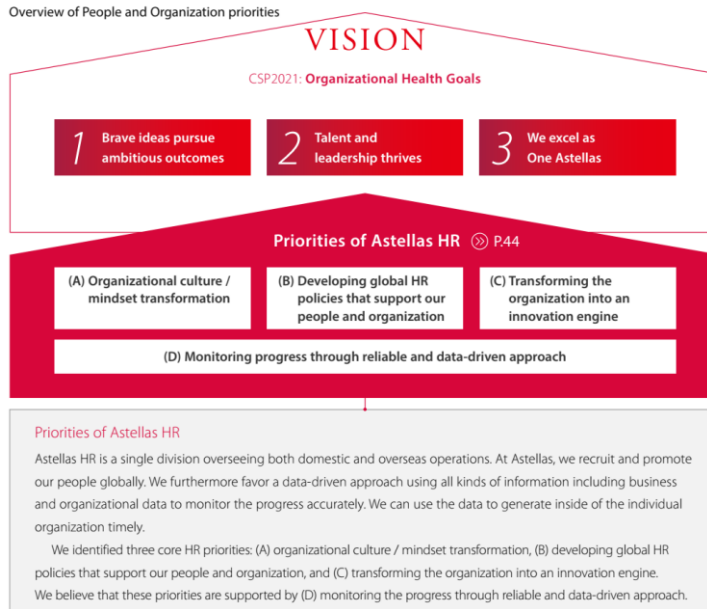 Overview of People and Organization priorities
VISION
CSP2021: Organizational Health Goals
1 Brave ideas pursue
ambitious outcomes
2 Talent and
leadership thrives
3 We excel as
One Astellas
Priorities of Astellas HR P.44
(A) Organizational culture /
mindset transformation
(B) Developing global HR
policies that support our
people and organization
(C) Transforming the
organization into an
innovation engine
(D) Monitoring progress through reliable and data-driven approach
Priorities of Astellas HR
Astellas HR is a single division overseeing both domestic and overseas operations. At Astellas, we recruit and promote
our people globally. We furthermore favor a data-driven approach using all kinds of information including business
and organizational data to monitor the progress accurately. We can use the data to generate inside of the individual
organization timely.
We identified three core HR priorities: (A) organizational culture / mindset transformation, (B) developing global HR
policies that support our people and organization, and (C) transforming the organization into an innovation engine.
We believe that these priorities are supported by (D) monitoring the progress through reliable and data-driven approach.